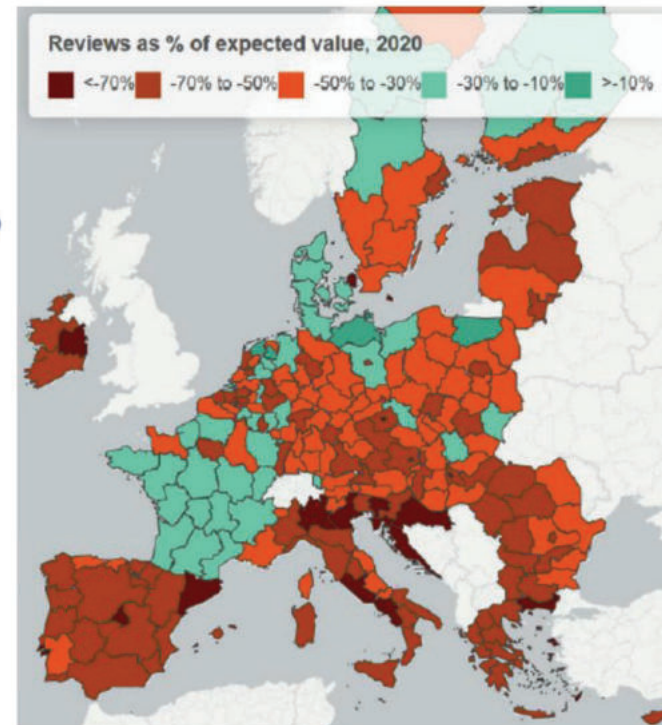 Reviews as % of expected value, 2020
<-70% -70% to -50% -50% to -30% -30% to -10% >-10%